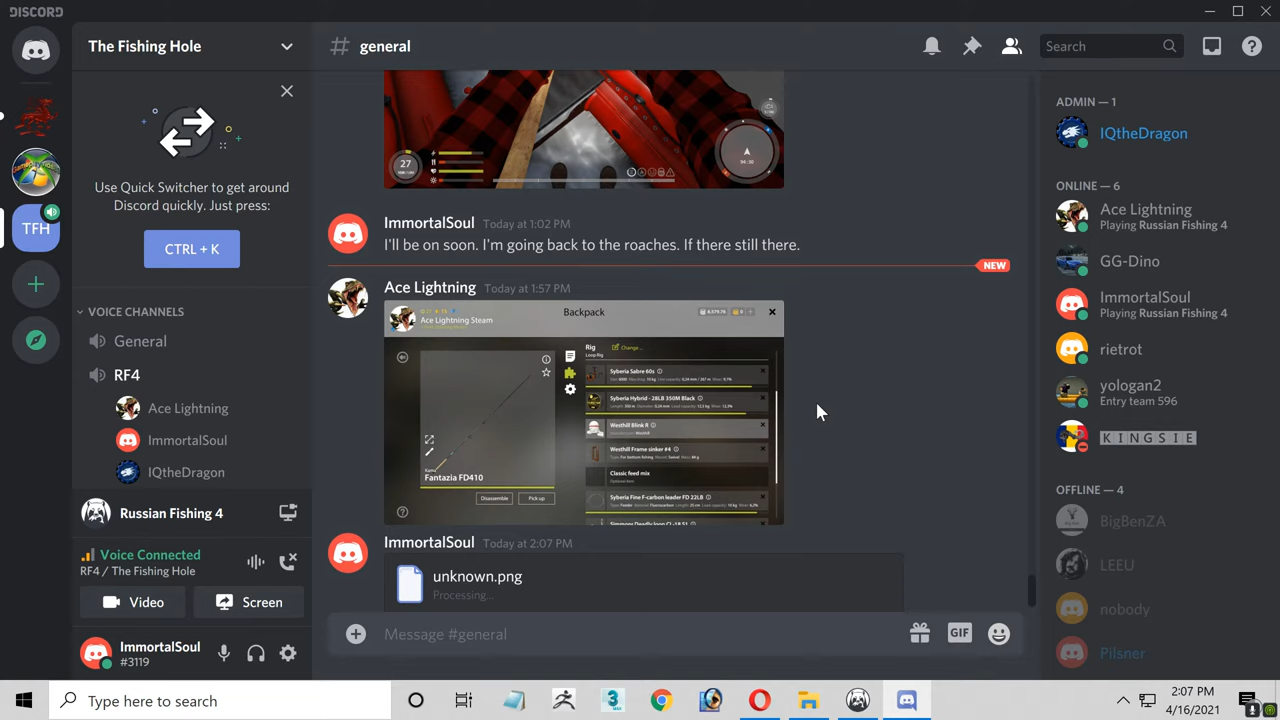 DISCORD
The Fishing Hole
# general
Search
Use Quick Switcher to get around
Discord quickly. Just press:
CTRL + K
TFH
VOICE CHANNELS
General
RF4
Ace Lightning
ImmortalSoul
IQtheDragon
Russian Fishing 4
Voice Connected
RF4 / The Fishing Hole
Video
Screen
ImmortalSoul
#3119
27
ImmortalSoul Today at 1:02 PM
I'll be on soon. I'm going back to the roaches. If there still there.
NEW
Ace Lightning Today at 1:57 PM
Backpack
Ace Lightning Steam
Rig
Change...
Loop Rig
Syberia Sabre 60s
Syberia Hybrid - 28LB 350M Black
Westhill Blink R
Westhill Frame sinker #4
Classic feed mix
Optional item
Syberia Fine F-carbon leader FD 22LB
Fantazia FD410
Disassemble
Pick up
ImmortalSoul Today at 2:07 PM
unknown.png
Processing...
Message #general
GIF
ADMIN — 1
IQtheDragon
ONLINE — 6
Ace Lightning
Playing Russian Fishing 4
GG-Dino
ImmortalSoul
Playing Russian Fishing 4
rietrot
yologan2
Entry team 596
K I N G S I E
OFFLINE — 4
BigBenZA
LEEU
nobody
Pilsner
Type here to search
2:07 PM
4/16/2021